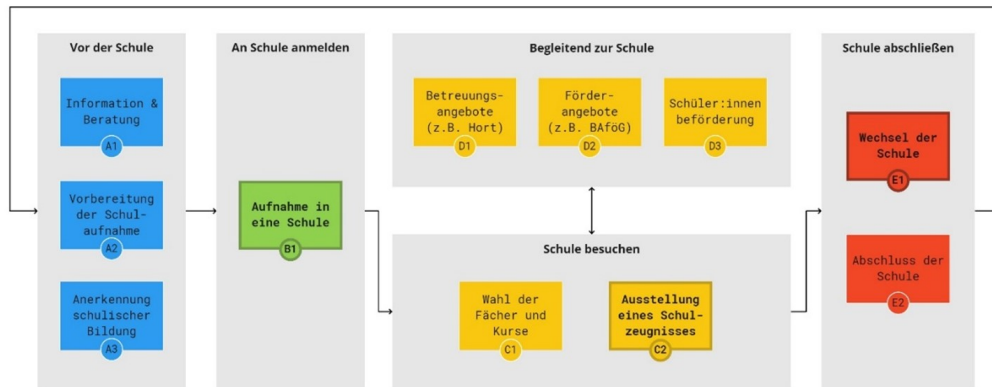 Vor der Schule
Information &
Beratung
A1
Vorbereitung
der Schul-
aufnahme
A2
Anerkennung
schulischer
Bildung
A3
An Schule anmelden
Aufnahme in
eine Schule
B1
Begleitend zur Schule
Betreuungs-
angebote
(z.B. Hort)
D1
Förder-
angebote
(z.B. BAföG)
D2
Schüler:innen
beförderung
D3
Schule besuchen
Wahl der
Fächer und
Kurse
C1
Ausstellung
eines Schul-
zeugnisses
C2
Schule abschließen
Wechsel der
Schule
E1
Abschluss der
Schule
E2